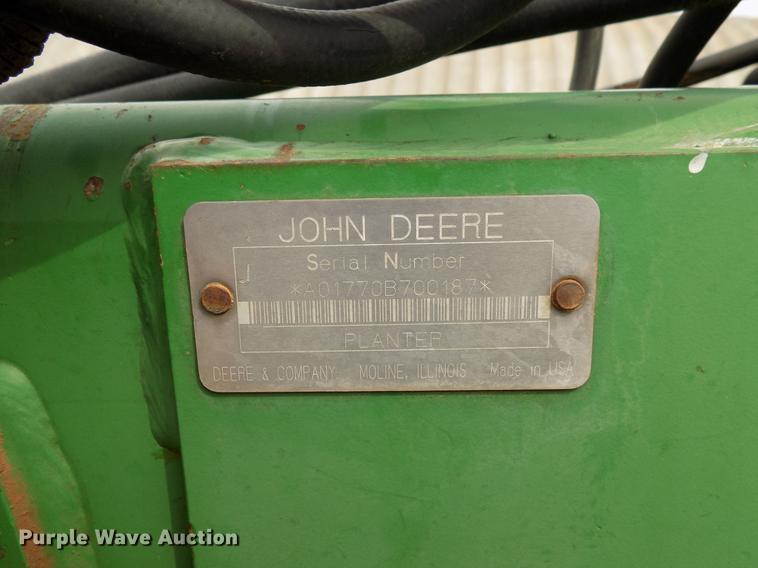 JOHN DEERE
Serial Number
*A01770B700187*
PLANTER
DEERE & COMPANY MOLINE, ILLINOIS Made in USA
Purple Wave Auction